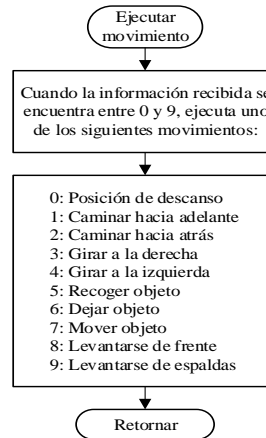 Ejecutar
movimiento
Cuando la información recibida se
encuentra entre 0 y 9, ejecuta uno
de los siguientes movimientos:
0: Posición de descanso
1: Caminar hacia adelante
2: Caminar hacia atrás
3: Girar a la derecha
4: Girar a la izquierda
5: Recoger objeto
6: Dejar objeto
7: Mover objeto
8: Levantarse de frente
9: Levantarse de espaldas
Retornar